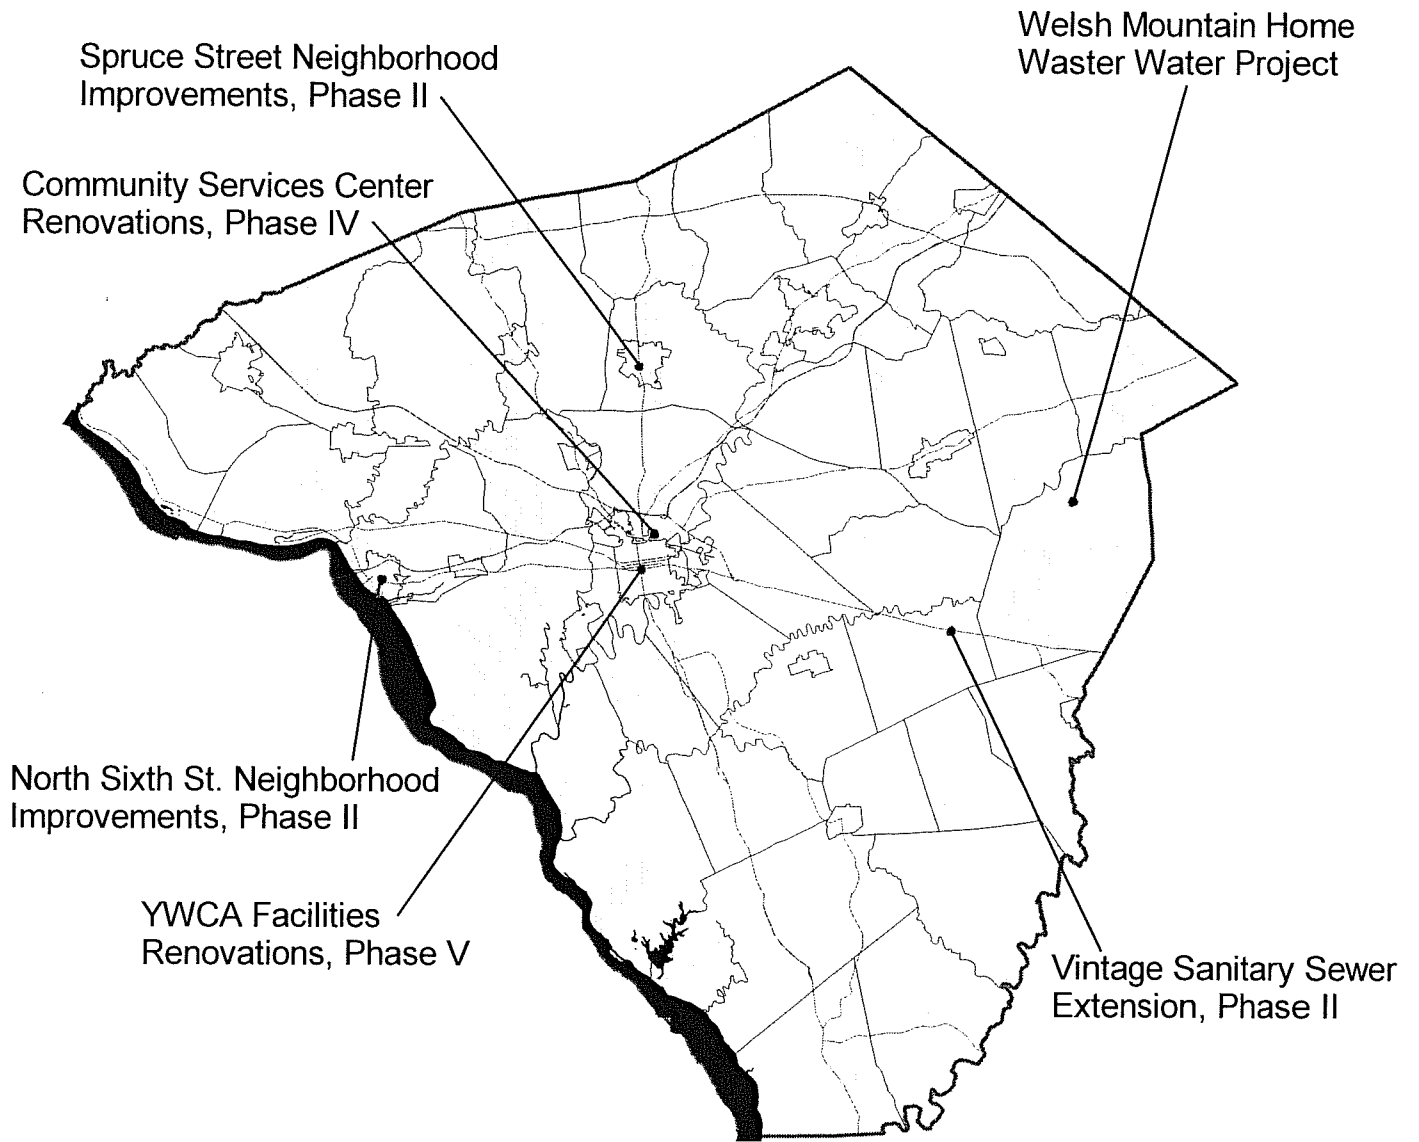 Welsh Mountain Home
Waster Water Project
Spruce Street Neighborhood
Improvements, Phase II
Community Services Center
Renovations, Phase IV
North Sixth St. Neighborhood
Improvements, Phase II
YWCA Facilities
Renovations, Phase V
Vintage Sanitary Sewer
Extension, Phase II